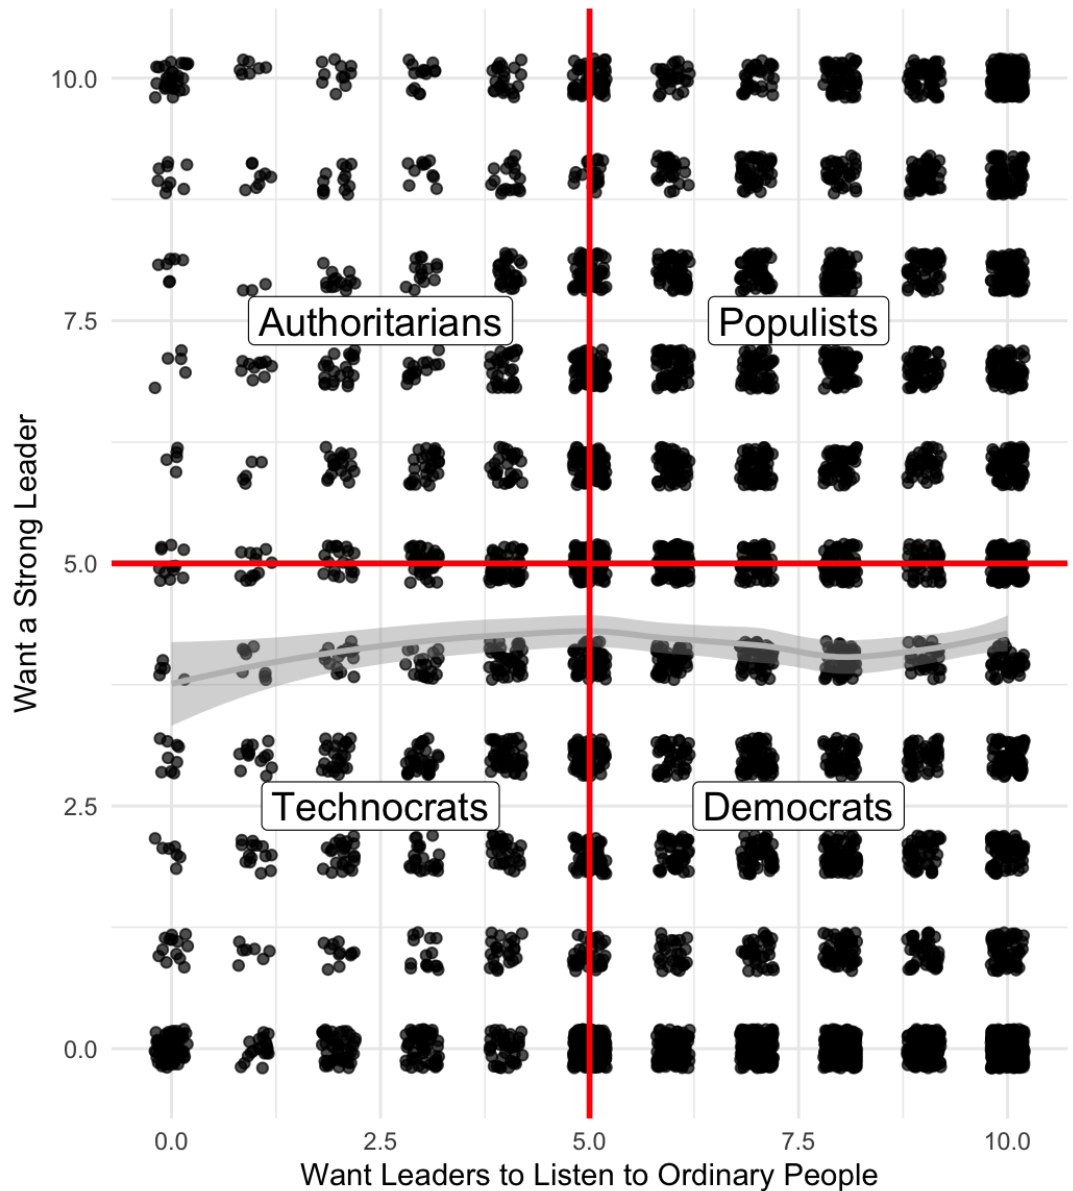 10.0
7.5
5.0
2.5
0.0
Want a Strong Leader
Authoritarians
Populists
Technocrats
Democrats
0.0
2.5
5.0
7.5
10.0
Want Leaders to Listen to Ordinary People